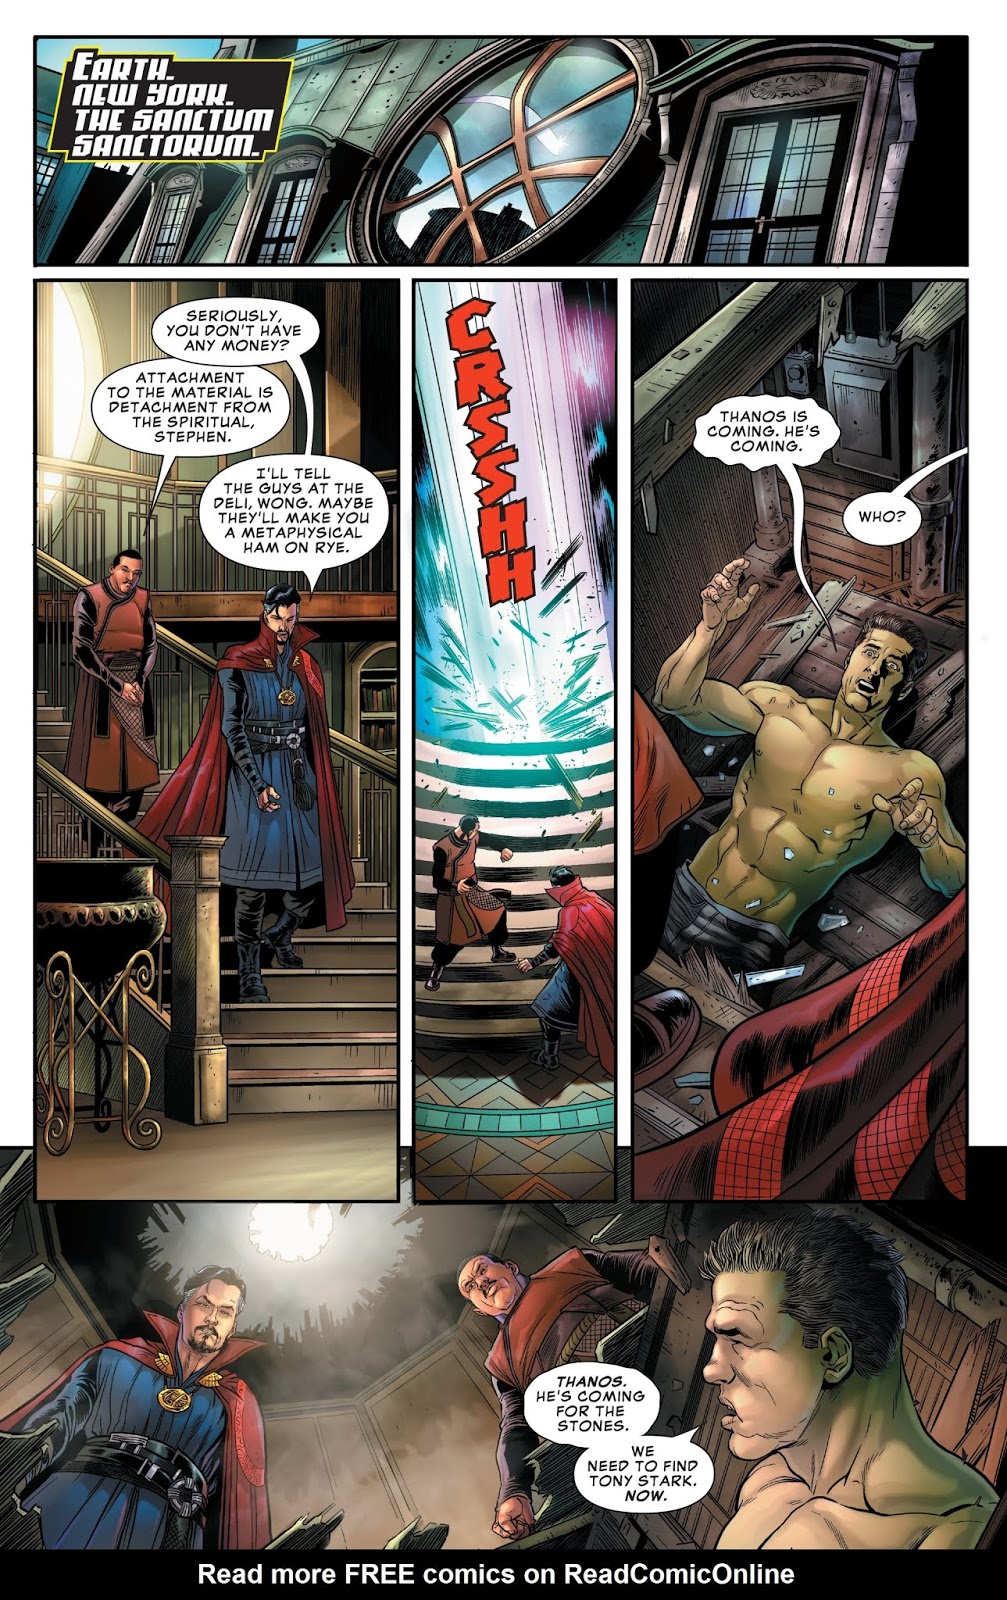 EARTH.
NEW YORK.
THE SANCTUM
SANCTORUM.
SERIOUSLY,
YOU DON'T HAVE
ANY MONEY?
ATTACHMENT
TO THE MATERIAL IS
DETACHMENT FROM
THE SPIRITUAL,
STEPHEN.
I'LL TELL
THE GUYS AT THE
DELI, WONG. MAYBE
THEY'LL MAKE YOU
A METAPHYSICAL
HAM ON RYE.
CRSSHH
THANOS IS
COMING. HE'S
COMING.
WHO?
THANOS.
HE'S COMING
FOR THE
STONES.
WE
NEED TO FIND
TONY STARK.
NOW.
Read more FREE comics on ReadComicOnline